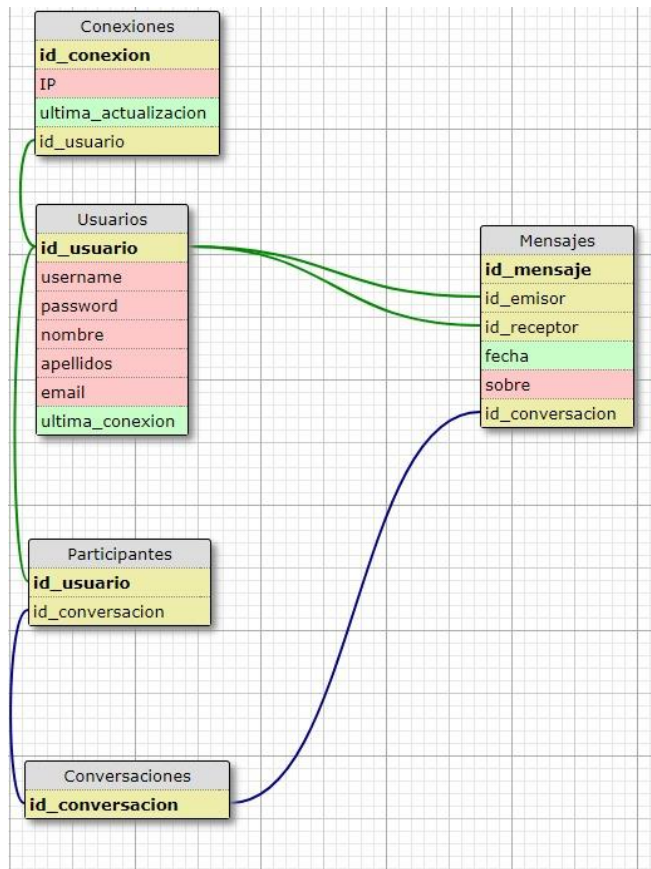 Conexiones
id_conexion
IP
ultima_actualizacion
id_usuario
Usuarios
id_usuario
username
password
nombre
apellidos
email
ultima_conexion
Mensajes
id_mensaje
id_emisor
id_receptor
fecha
sobre
id_conversacion
Participantes
id_usuario
id_conversacion
Conversaciones
id_conversacion